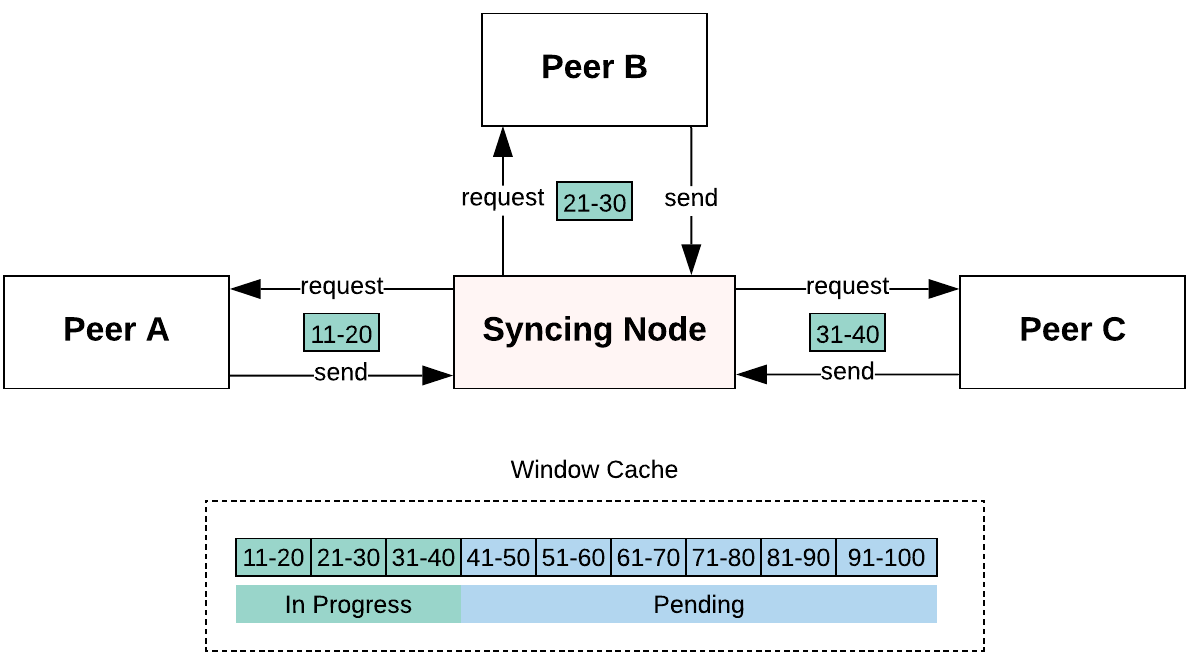 Peer B
request
21-30
send
request
request
Peer A
11-20
Syncing Node
31-40
Peer C
send
send
Window Cache
11-20 21-30 31-40 41-50 51-60 61-70 71-80 81-90 91-100
In Progress Pending